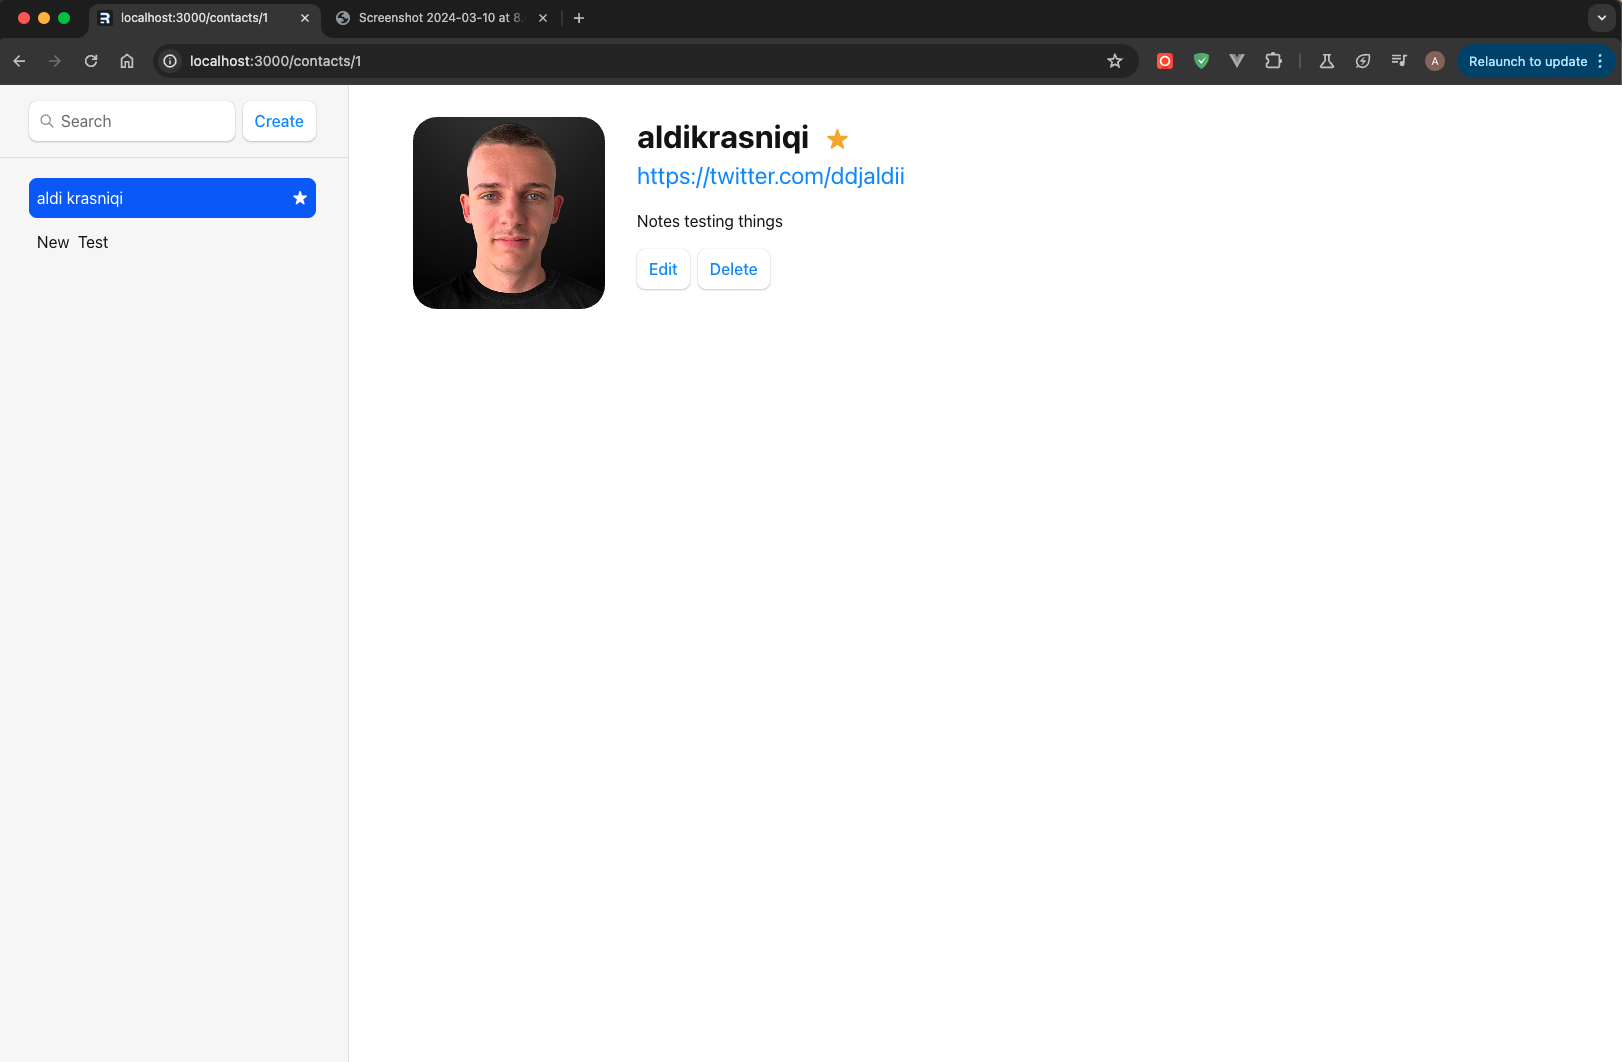 localhost:3000/contacts/1
Screenshot 2024-03-10 at 8.
localhost:3000/contacts/1
A
Relaunch to update
Search
Create
aldi krasniqi
New Test
aldikrasniqi
https://twitter.com/ddjaldii
Notes testing things
Edit
Delete